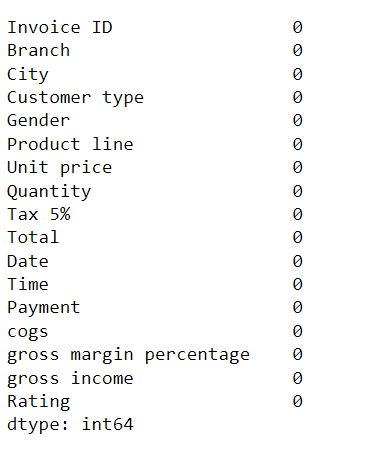 Invoice ID                 0
Branch                     0
City                       0
Customer type              0
Gender                     0
Product line               0
Unit price                 0
Quantity                   0
Tax 5%                     0
Total                      0
Date                       0
Time                       0
Payment                    0
cogs                       0
gross margin percentage    0
gross income               0
Rating                     0
dtype: int64